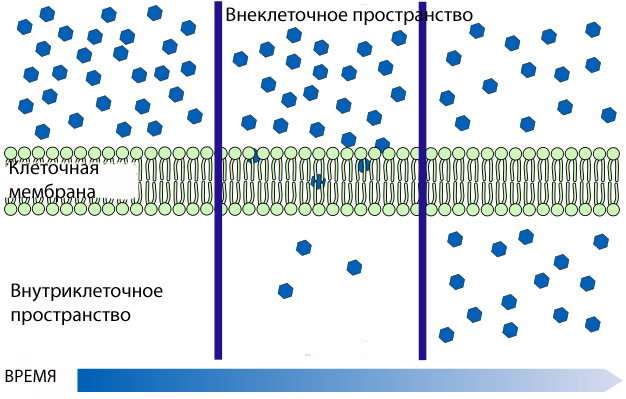 Внеклеточное пространство
Клеточная
мембрана
Внутриклеточное
пространство
ВРЕМЯ